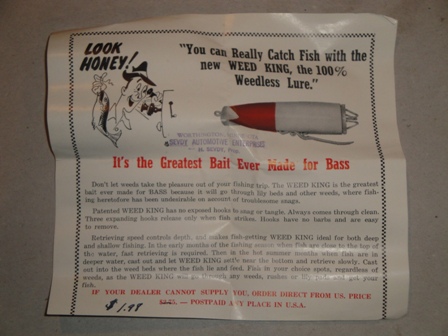 LOOK
HONEY!
"You can Really Catch Fish with the
new WEED KING, the 100%
Weedless Lure."
AUTOMOTIVE ENTERPRISE
It's the Greatest Bait Ever Made for Bass
Don't let weeds take the pleasure out of your fishing trip. The WEED KING is the greatest
bait ever made for BASS because it will go through lily beds and other weeds, where fish-
ing heretofore has been undesirable on amount of troublesome snags.
Patented WEED KING has no exposed hooks to snag or tangle. Always comes through clean
Three expanding hooks release only when fish strikes. Hooks have no barbs and are easy
to remove.
Retrieving speed controls depth, and makes fish-getting WEED KING ideal for both deep
and shallow fishing. In the early months of the fishing season when fish are close to the top of
the water, fast retrieving is required. Then in the hot summer months when fish are in
deeper water, cast out and let WEED KING settle near the bottom and retrieve slowly. Cast
out into the weed beds where the fish lie and feed. Fish in your choice spots, regardless of
weeds, as the WEED KING will go through any weeds, rushes or and get your
fish.
IF YOUR DEALER CANNOT SUPPLY YOU, ORDER DIRECT FROM US. PRICE
— POSTPAID ANY PLACE IN U.S.A.
$1.98